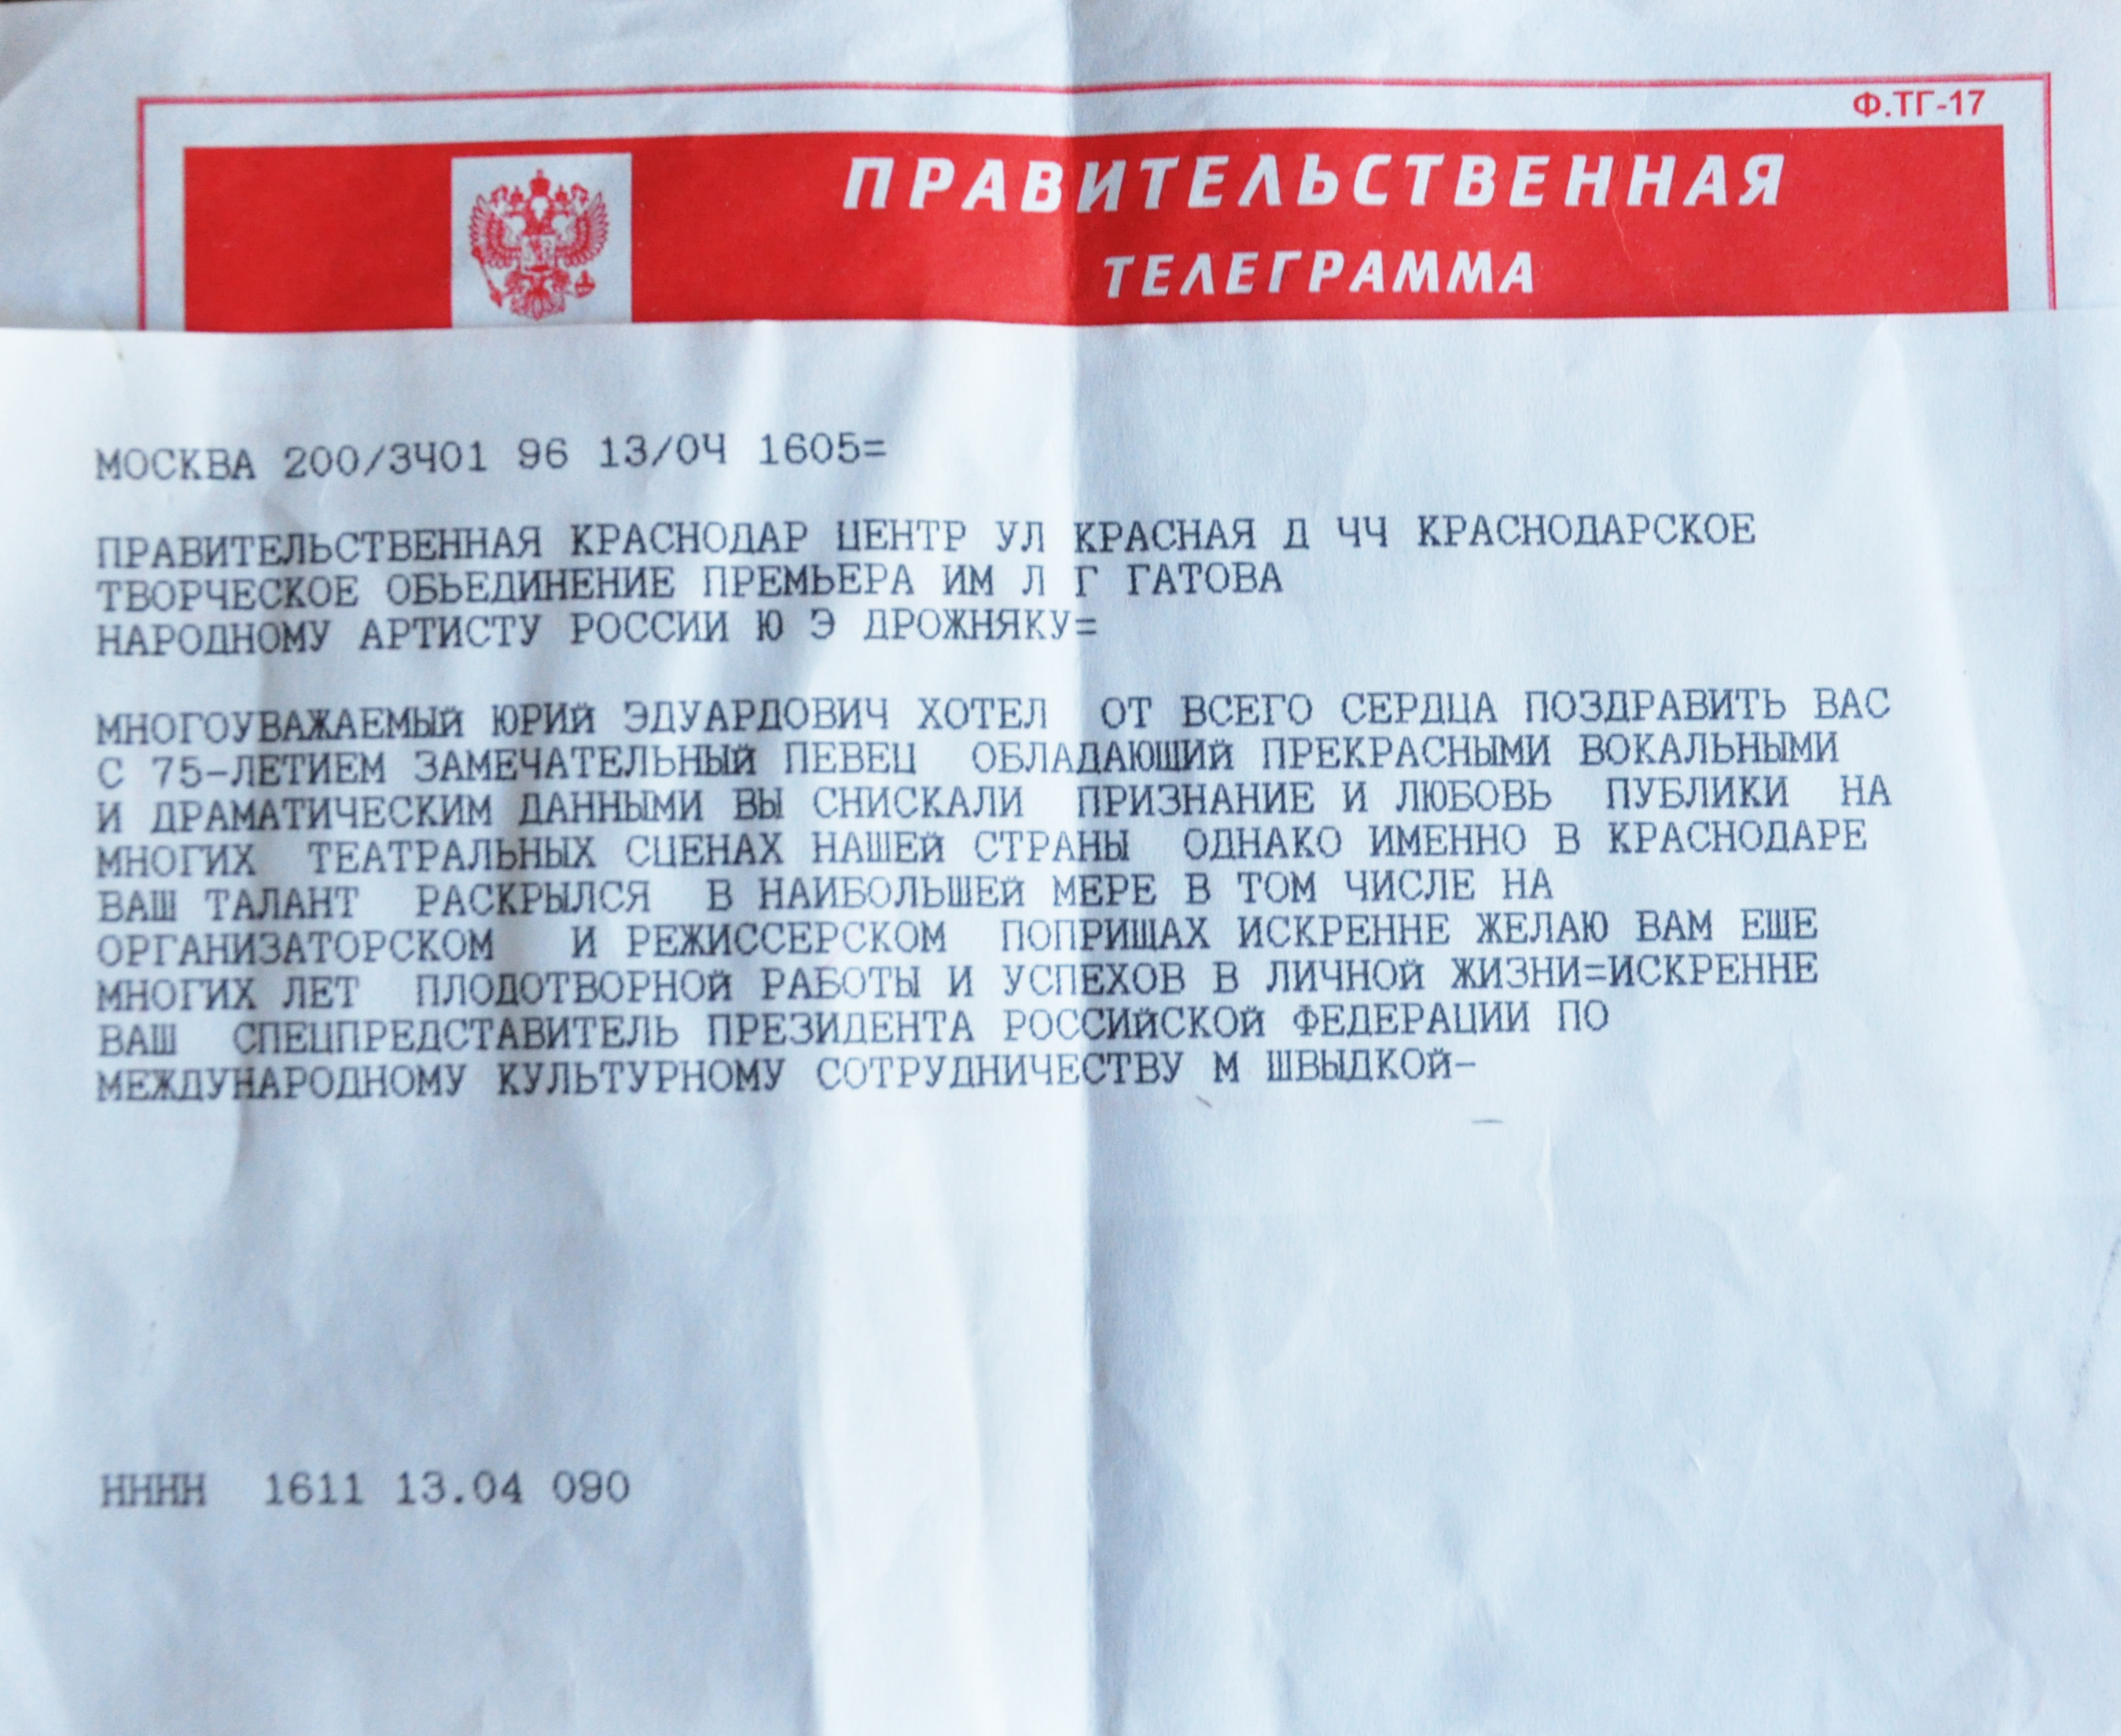 Ф.ТГ-17
ПРАВИТЕЛЬСТВЕННАЯ
ТЕЛЕГРАММА
МОСКВА 200/3Ч01 96 13/0Ч 1605=
ПРАВИТЕЛЬСТВЕННАЯ КРАСНОДАР ЦЕНТР УЛ КРАСНАЯ Д ЧЧ КРАСНОДАРСКОЕ
ТВОРЧЕСКОЕ ОБЬЕДИНЕНИЕ ПРЕМЬЕРА ИМ Л Г ГАТОВА
НАРОДНОМУ АРТИСТУ РОССИИ Ю Э ДРОЖНЯКУ=
МНОГОУВАЖАЕМЫЙ ЮРИЙ ЭДУАРДОВИЧ ХОТЕЛ ОТ ВСЕГО СЕРДЦА ПОЗДРАВИТЬ ВАС
С 75-ЛЕТИЕМ ЗАМЕЧАТЕЛЬНЫЙ ПЕВЕЦ ОБЛАДАЮЩИЙ ПРЕКРАСНЫМИ ВОКАЛЬНЫМИ
И ДРАМАТИЧЕСКИМ ДАННЫМИ ВЫ СНИСКАЛИ ПРИЗНАНИЕ И ЛЮБОВЬ ПУБЛИКИ НА
МНОГИХ ТЕАТРАЛЬНЫХ СЦЕНАХ НАШЕЙ СТРАНЫ ОДНАКО ИМЕННО В КРАСНОДАРЕ
ВАШ ТАЛАНТ РАСКРЫЛСЯ В НАИБОЛЬШЕЙ МЕРЕ В ТОМ ЧИСЛЕ НА
ОРГАНИЗАТОРСКОМ И РЕЖИССЕРСКОМ ПОПРИЩАХ ИСКРЕННЕ ЖЕЛАЮ ВАМ ЕЩЕ
МНОГИХ ЛЕТ ПЛОДОТВОРНОЙ РАБОТЫ И УСПЕХОВ В ЛИЧНОЙ ЖИЗНИ=ИСКРЕННЕ
ВАШ СПЕЦПРЕДСТАВИТЕЛЬ ПРЕЗИДЕНТА РОССИЙСКОЙ ФЕДЕРАЦИИ ПО
МЕЖДУНАРОДНОМУ КУЛЬТУРНОМУ СОТРУДНИЧЕСТВУ М ШВЫДКОЙ-
НННН 1611 13.04 090